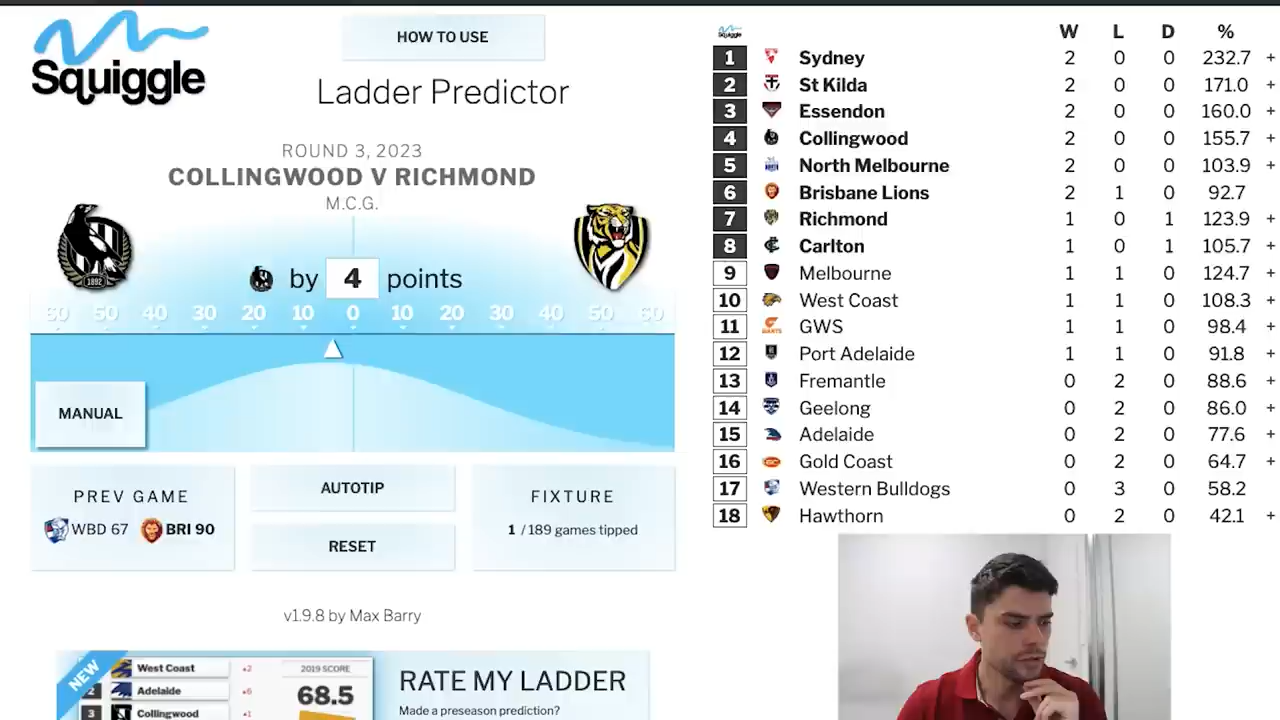 Squiggle
HOW TO USE
Ladder Predictor
ROUND 3, 2023
COLLINGWOOD V RICHMOND
M.C.G.
1892
by 4 points
60 50 40 30 20 10 0 10 20 30 40 50 60
MANUAL
PREV GAME
WBD 67 BRI 90
AUTOTIP
RESET
FIXTURE
1 / 189 games tipped
v1.9.8 by Max Barry
NEW
West Coast +2
2 Adelaide +6
3 Collingwood +1
2019 SCORE
68.5
RATE MY LADDER
Made a preseason prediction?
Squiggle W L D %
1 Sydney 2 0 0 232.7 +
2 St Kilda 2 0 0 171.0 +
3 Essendon 2 0 0 160.0 +
4 Collingwood 2 0 0 155.7 +
5 North Melbourne 2 0 0 103.9 +
6 Brisbane Lions 2 1 0 92.7
7 Richmond 1 0 1 123.9 +
8 Carlton 1 0 1 105.7 +
9 Melbourne 1 1 0 124.7 +
10 West Coast 1 1 0 108.3 +
11 GWS 1 1 0 98.4 +
12 Port Adelaide 1 1 0 91.8 +
13 Fremantle 0 2 0 88.6 +
14 Geelong 0 2 0 86.0 +
15 Adelaide 0 2 0 77.6 +
16 Gold Coast 0 2 0 64.7 +
17 Western Bulldogs 0 3 0 58.2
18 Hawthorn 0 2 0 42.1 +